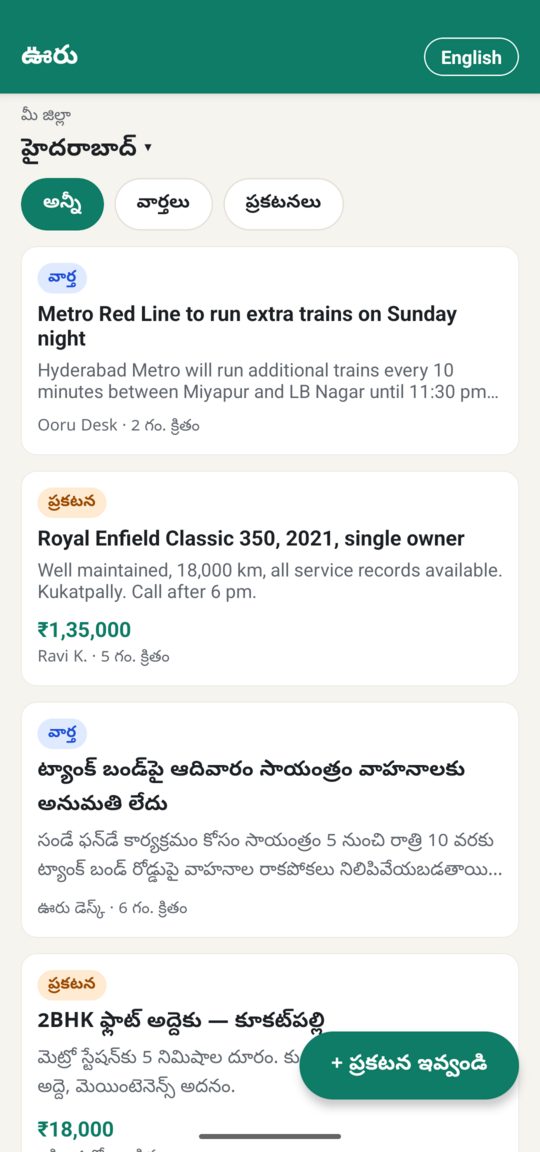 ఊరు
English
మీ జిల్లా
హైదరాబాద్ ▾
అన్నీ
వార్తలు
ప్రకటనలు
వార్త
Metro Red Line to run extra trains on Sunday
night
Hyderabad Metro will run additional trains every 10
minutes between Miyapur and LB Nagar until 11:30 pm…
Ooru Desk · 2 గం. క్రితం
ప్రకటన
Royal Enfield Classic 350, 2021, single owner
Well maintained, 18,000 km, all service records available.
Kukatpally. Call after 6 pm.
₹1,35,000
Ravi K. · 5 గం. క్రితం
వార్త
ట్యాంక్ బండ్‌పై ఆదివారం సాయంత్రం వాహనాలకు
అనుమతి లేదు
సండే ఫన్‌డే కార్యక్రమం కోసం సాయంత్రం 5 నుంచి రాత్రి 10 వరకు
ట్యాంక్ బండ్ రోడ్డుపై వాహనాల రాకపోకలు నిలిపివేయబడతాయి…
ఊరు డెస్క్ · 6 గం. క్రితం
ప్రకటన
2BHK ఫ్లాట్ అద్దెకు — కూకట్‌పల్లి
మెట్రో స్టేషన్‌కు 5 నిమిషాల దూరం.
అద్దె, మెయింటెనెన్స్ అదనం.
+ ప్రకటన ఇవ్వండి
₹18,000